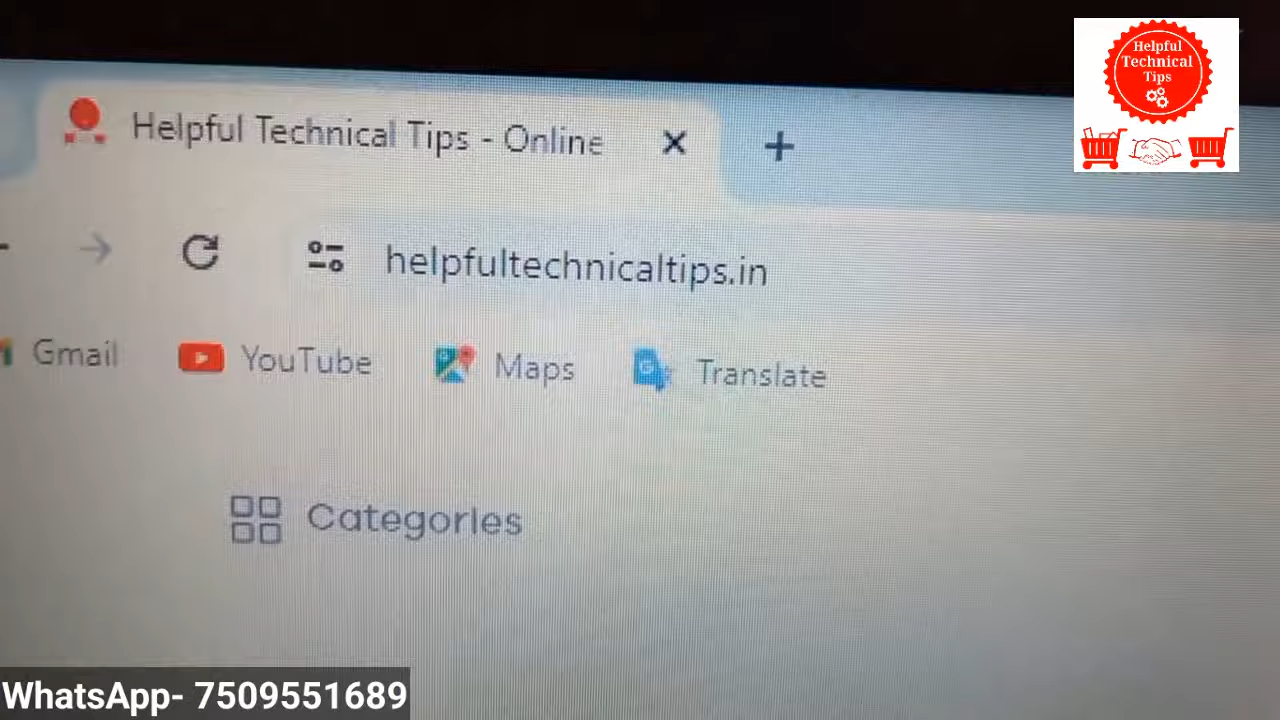 Helpful
Technical
Tips
Helpful Technical Tips - Online
helpfultechnicaltips.in
Gmail
YouTube
Maps
Translate
Categories
WhatsApp- 7509551689